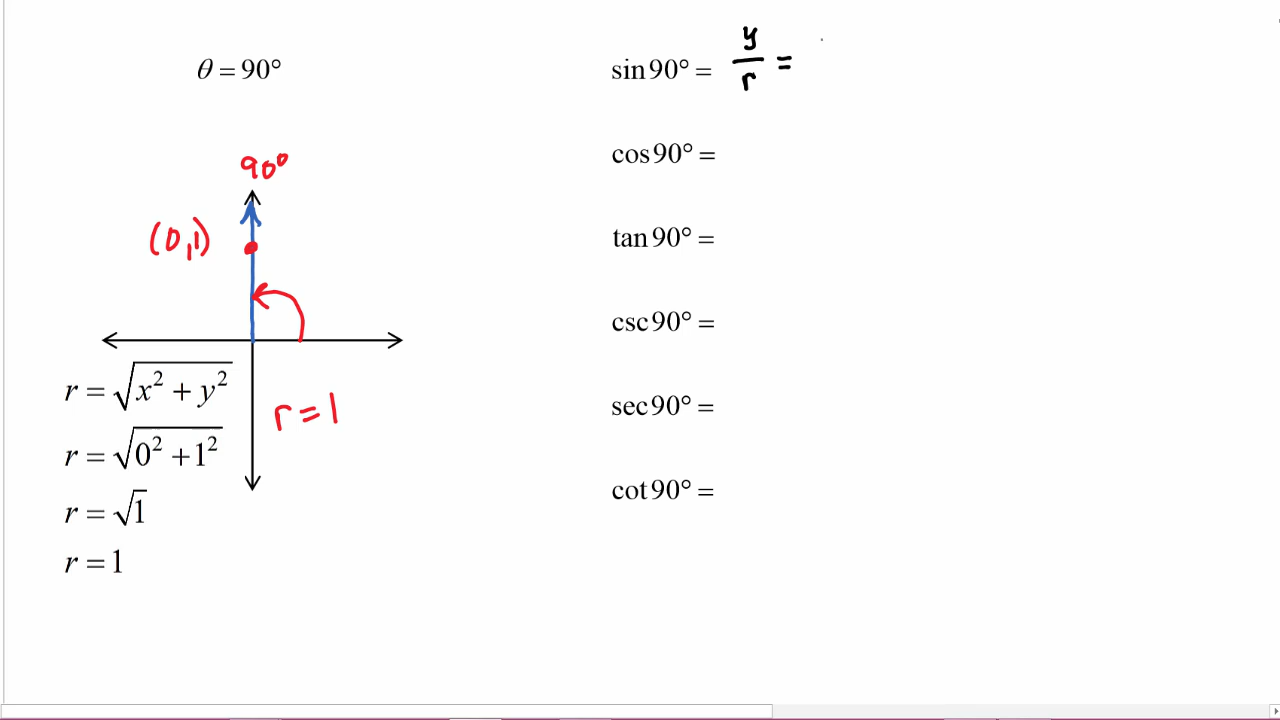 θ = 90°
90°
(0,1)
r = √x² + y²
r = √0² + 1²
r = √1
r = 1
r = 1
sin 90° = y/r =
cos 90° =
tan 90° =
csc 90° =
sec 90° =
cot 90° =